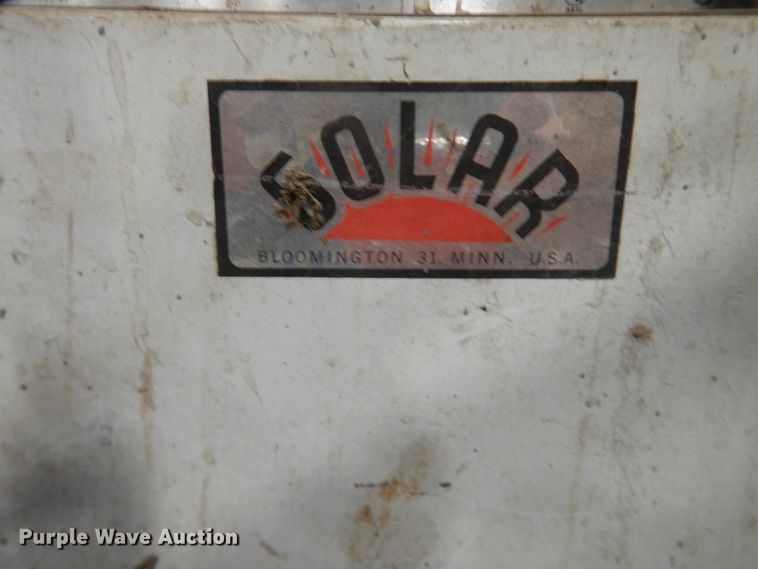 SOLAR
BLOOMINGTON 31, MINN. U.S.A.
Purple Wave Auction